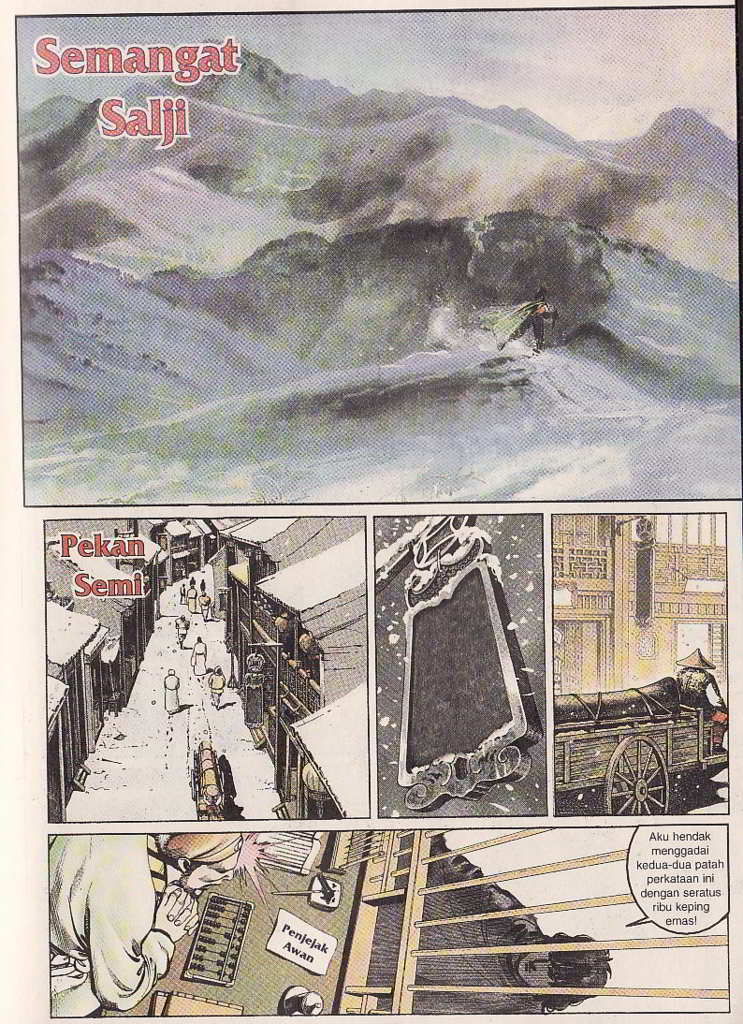 Semangat
Salji
Pekan
Semi
Aku hendak
menggadai
kedua-dua patah
perkataan ini
dengan seratus
ribu keping
emas!
Penjejak
Awan